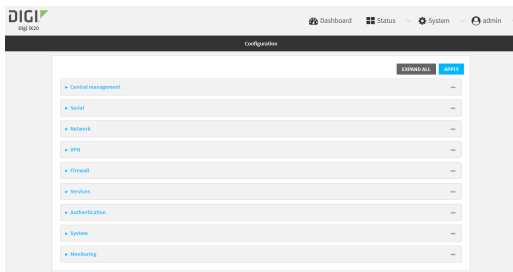 DIGI
Digi IX20
Dashboard Status System admin
Configuration
EXPAND ALL APPLY
Central management
Serial
Network
VPN
Firewall
Services
Authentication
System
Monitoring